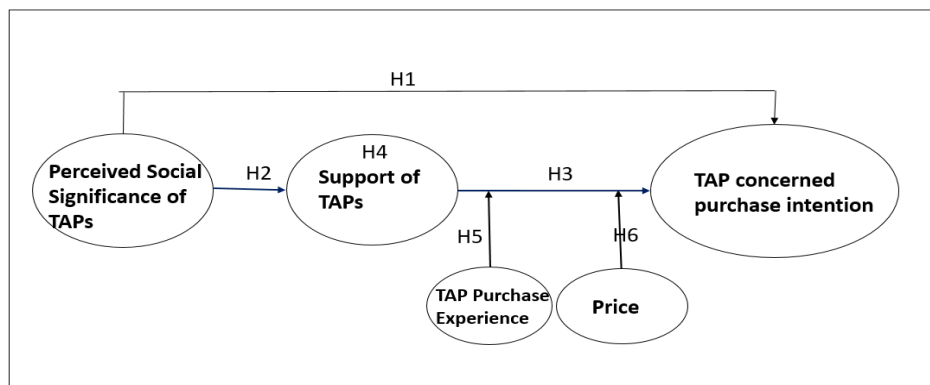 H1
Perceived Social
Significance of
TAPs
H2
H4
Support of
TAPs
H3
TAP concerned
purchase intention
H5
H6
TAP Purchase
Experience
Price